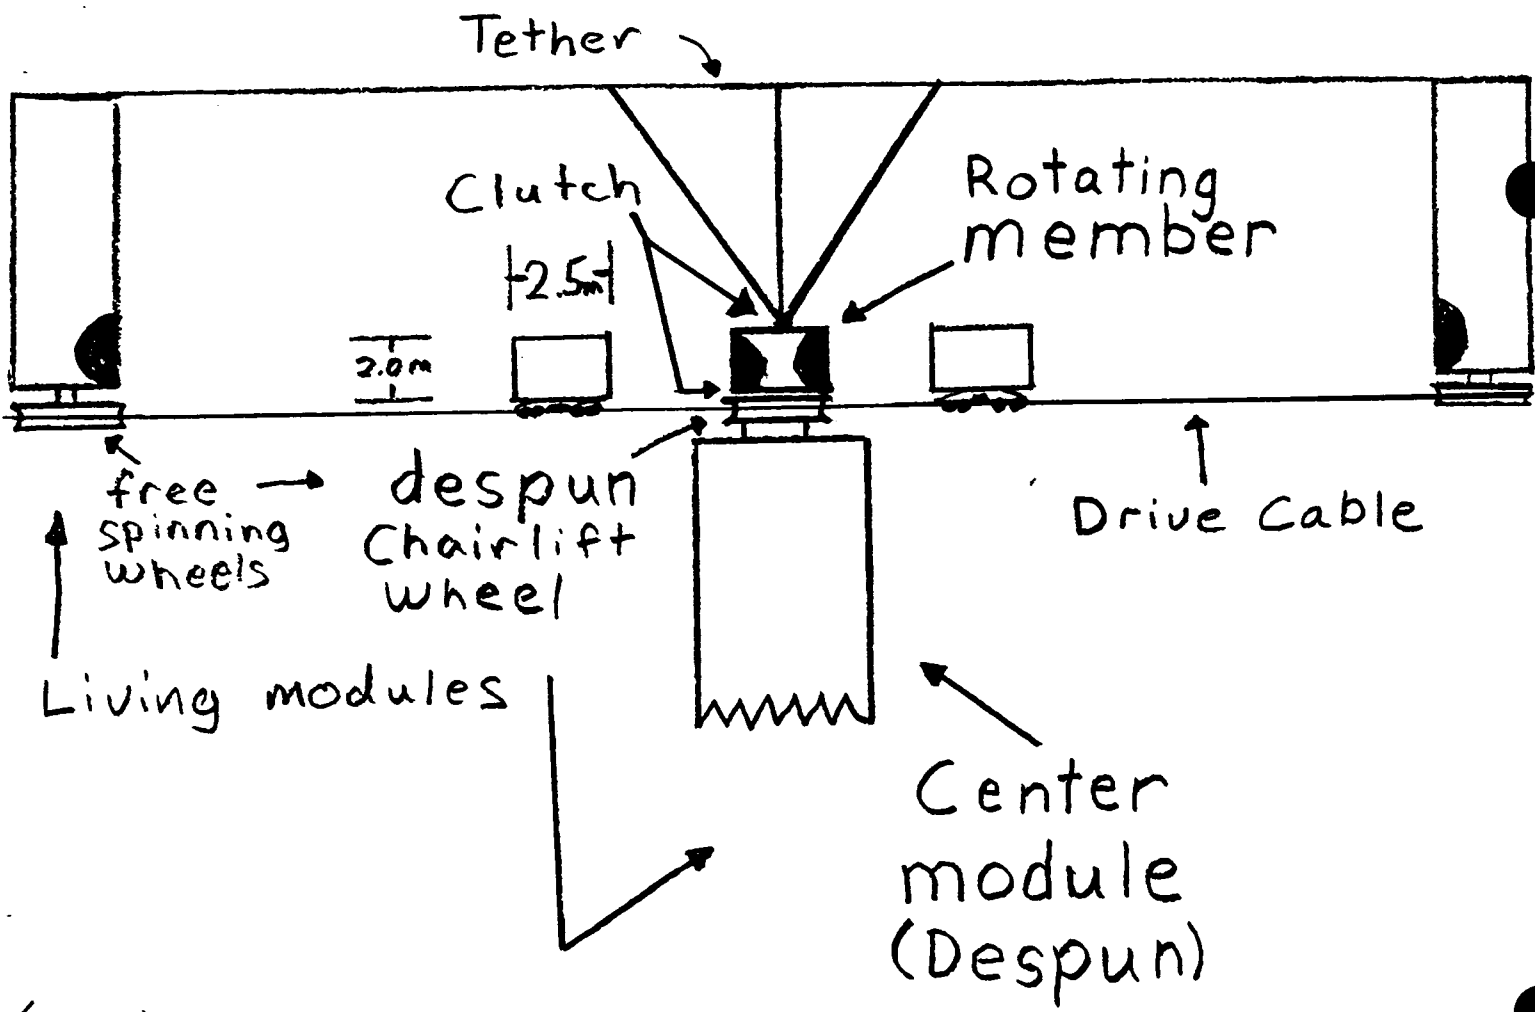 Tether
Clutch
Rotating
member
2.5m
2.0m
free
spinning
wheels
despun
Chairlift
wheel
Drive Cable
Living modules
Center
module
(Despun)